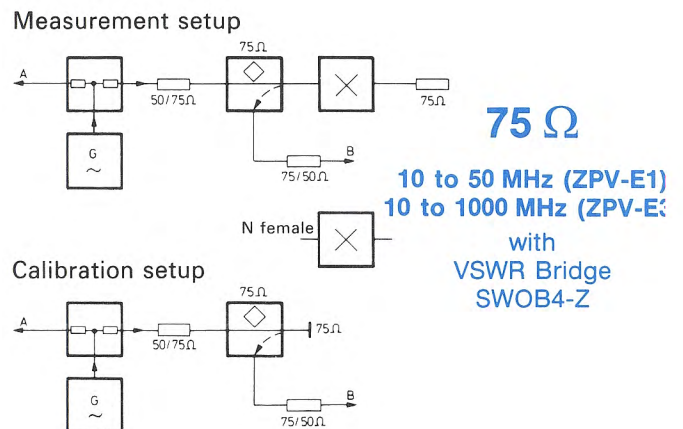 Measurement setup
75Ω
A
50/75Ω
75Ω
G
~
B
75/50Ω
75 Ω
10 to 50 MHz (ZPV-E1)
10 to 1000 MHz (ZPV-E
with
VSWR Bridge
SWOB4-Z
N female
Calibration setup
75Ω
A
75Ω
50/75Ω
G
~
B
75/50Ω